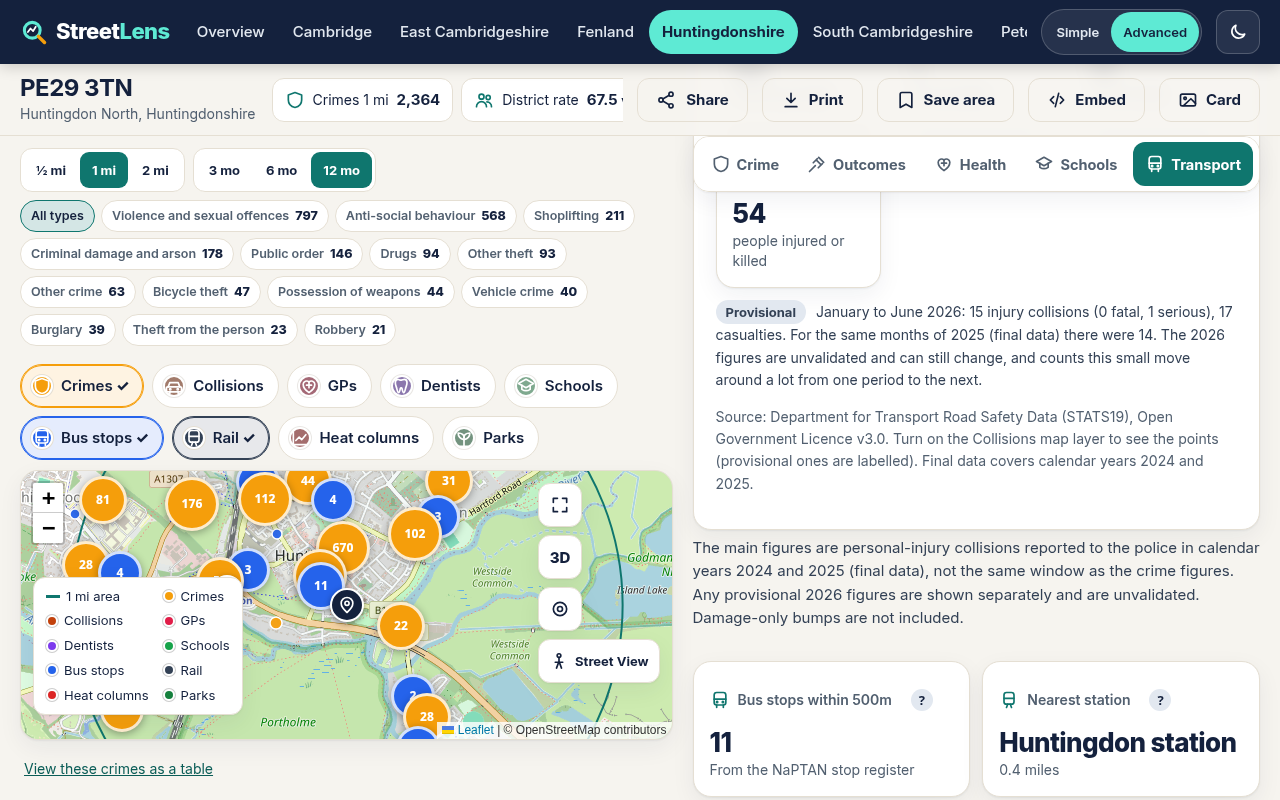 StreetLens
Overview
Cambridge
East Cambridgeshire
Fenland
Huntingdonshire
South Cambridgeshire
Simple
Advanced
PE29 3TN
Huntingdon North, Huntingdonshire
Crimes 1 mi 2,364
District rate 67.5
Share
Print
Save area
Embed
Card
½ mi
1 mi
2 mi
3 mo
6 mo
12 mo
All types
Violence and sexual offences 797
Anti-social behaviour 568
Shoplifting 211
Criminal damage and arson 178
Public order 146
Drugs 94
Other theft 93
Other crime 63
Bicycle theft 47
Possession of weapons 44
Vehicle crime 40
Burglary 39
Theft from the person 23
Robbery 21
Crimes ✓
Collisions
GPs
Dentists
Schools
Bus stops ✓
Rail ✓
Heat columns
Parks
+
−
A1307
81
176
112
44
4
31
3
102
Hartford Road
670
28
4
3
11
22
2
28
Westside
Common
Westside
Common
Island Lake
Portholme
3D
Street View
1 mi area
Crimes
Collisions
GPs
Dentists
Schools
Bus stops
Rail
Heat columns
Parks
Leaflet | © OpenStreetMap contributors
View these crimes as a table
Crime
Outcomes
Health
Schools
Transport
54
people injured or
killed
Provisional January to June 2026: 15 injury collisions (0 fatal, 1 serious), 17
casualties. For the same months of 2025 (final data) there were 14. The 2026
figures are unvalidated and can still change, and counts this small move
around a lot from one period to the next.
Source: Department for Transport Road Safety Data (STATS19), Open
Government Licence v3.0. Turn on the Collisions map layer to see the points
(provisional ones are labelled). Final data covers calendar years 2024 and
2025.
The main figures are personal-injury collisions reported to the police in calendar
years 2024 and 2025 (final data), not the same window as the crime figures.
Any provisional 2026 figures are shown separately and are unvalidated.
Damage-only bumps are not included.
Bus stops within 500m ?
11
From the NaPTAN stop register
Nearest station ?
Huntingdon station
0.4 miles